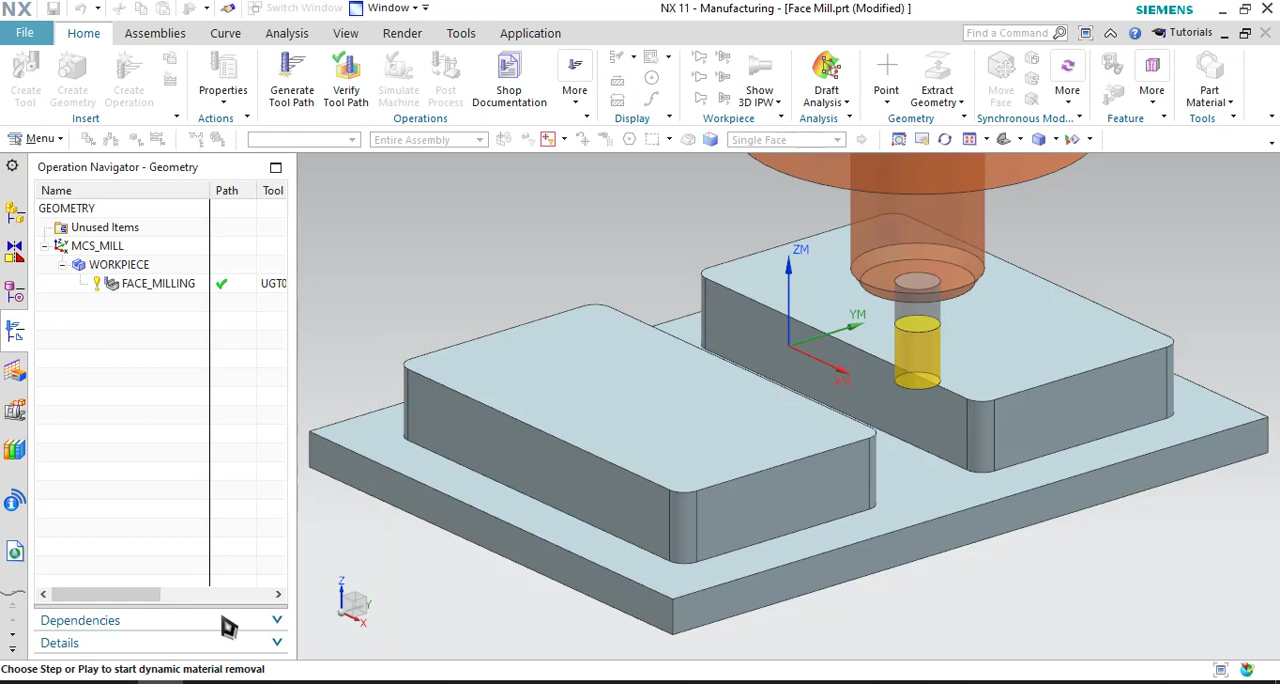 NX
Switch Window
Window
NX 11 - Manufacturing - [Face Mill.prt (Modified) ]
SIEMENS
File
Home
Assemblies
Curve
Analysis
View
Render
Tools
Application
Find a Command
Tutorials
Create Tool
Create Geometry
Create Operation
Properties
Generate Tool Path
Verify Tool Path
Simulate Machine
Post Process
Shop Documentation
More
Show 3D IPW
Draft Analysis
Point
Extract Geometry
Move Face
More
More
Part Material
Insert
Actions
Operations
Display
Workpiece
Analysis
Geometry
Synchronous Mod...
Feature
Tools
Menu
Entire Assembly
Single Face
Operation Navigator - Geometry
Name
Path
Tool
GEOMETRY
Unused Items
MCS_MILL
WORKPIECE
FACE_MILLING
UGT0
Dependencies
Details
ZM
YM
XM
Z
Y
X
Choose Step or Play to start dynamic material removal